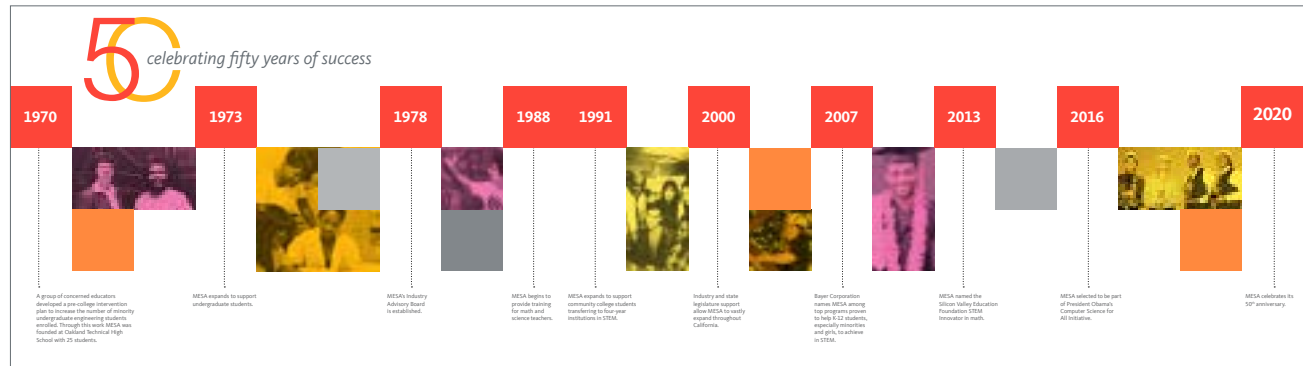 50
celebrating fifty years of success
1970
1973
1978
1988
1991
2000
2007
2013
2016
2020
A group of concerned educators
developed a pre-college intervention
plan to increase the number of minority
undergraduate engineering students
enrolled. Through this work MESA was
founded at Oakland Technical High
School with 25 students.
MESA expands to support
undergraduate students.
MESA's Industry
Advisory Board
is established.
MESA begins to
provide training
for math and
science teachers.
MESA expands to support
community college students
transferring to four-year
institutions in STEM.
Industry and state
legislature support
allow MESA to vastly
expand throughout
California.
Bayer Corporation
names MESA among
top programs proven
to help K-12 students,
especially minorities
and girls, to achieve
in STEM.
MESA named the
Silicon Valley Education
Foundation STEM
Innovator in math.
MESA selected to be part
of President Obama's
Computer Science for
All Initiative.
MESA celebrates its
50th anniversary.